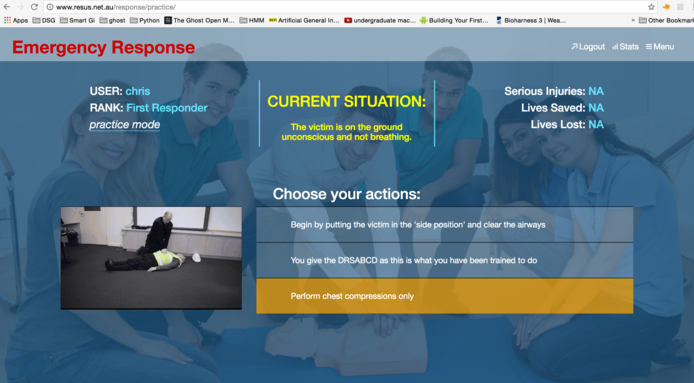 www.resus.net.au/response/practice/
Apps DSG Smart Gi ghost Python The Ghost Open M... HMM Artificial General In... undergraduate mac... Building Your First... Bioharness 3 | Wea... » Other Bookmar
Emergency Response
Logout Stats Menu
USER: chris
RANK: First Responder
practice mode
CURRENT SITUATION:
The victim is on the ground
unconscious and not breathing.
Serious Injuries: NA
Lives Saved: NA
Lives Lost: NA
Choose your actions:
Begin by putting the victim in the 'side position' and clear the airways
You give the DRSABCD as this is what you have been trained to do
Perform chest compressions only